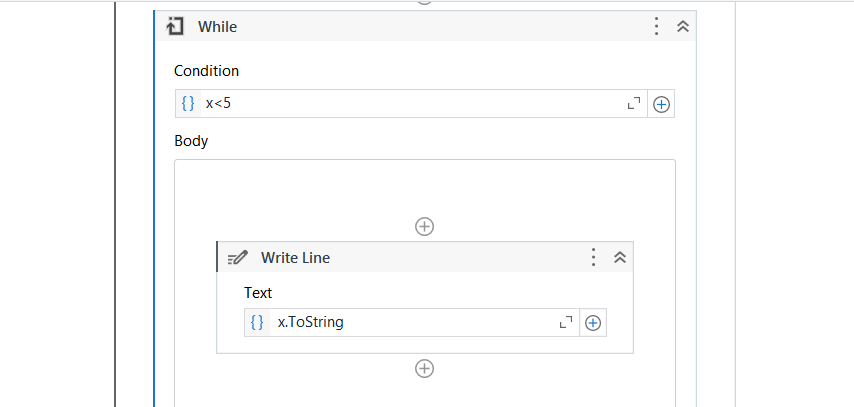 While
Condition
{} x<5
Body
Write Line
Text
{} x.ToString